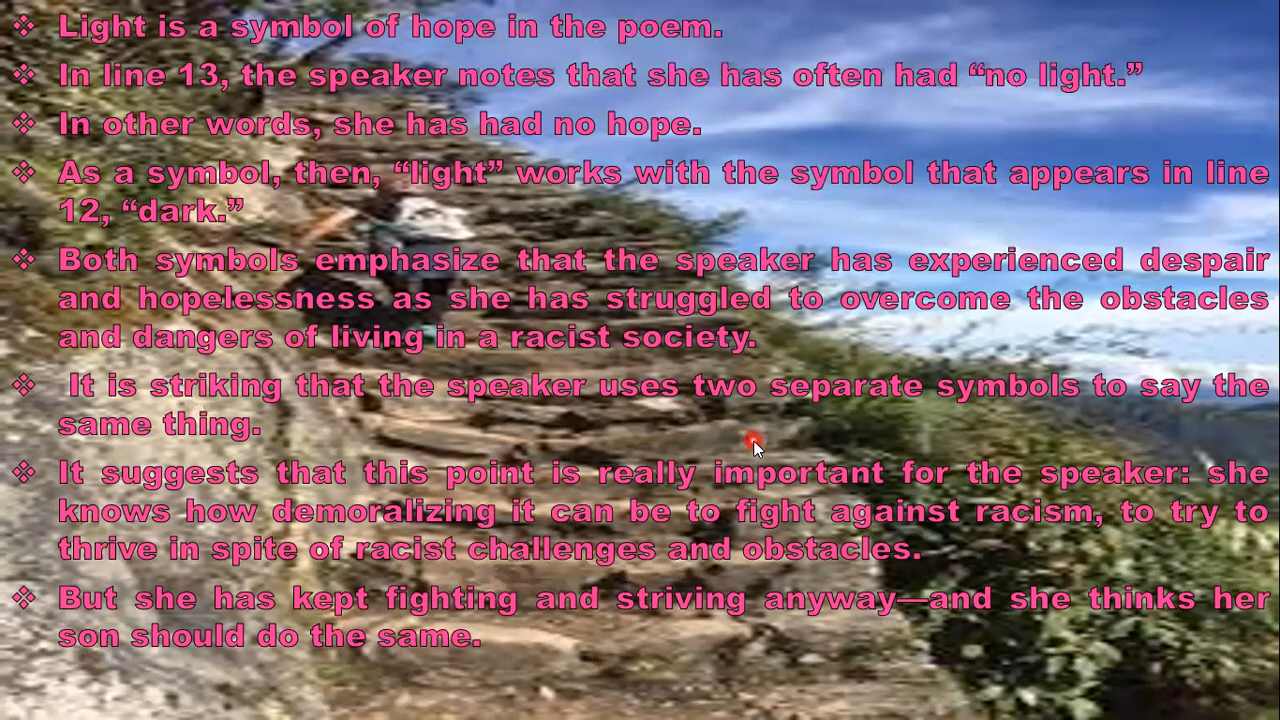 ❖ Light is a symbol of hope in the poem.
❖ In line 13, the speaker notes that she has often had “no light.”
❖ In other words, she has had no hope.
❖ As a symbol, then, “light” works with the symbol that appears in line
12, “dark.”
❖ Both symbols emphasize that the speaker has experienced despair
and hopelessness as she has struggled to overcome the obstacles
and dangers of living in a racist society.
❖ It is striking that the speaker uses two separate symbols to say the
same thing.
❖ It suggests that this point is really important for the speaker: she
knows how demoralizing it can be to fight against racism, to try to
thrive in spite of racist challenges and obstacles.
❖ But she has kept fighting and striving anyway—and she thinks her
son should do the same.